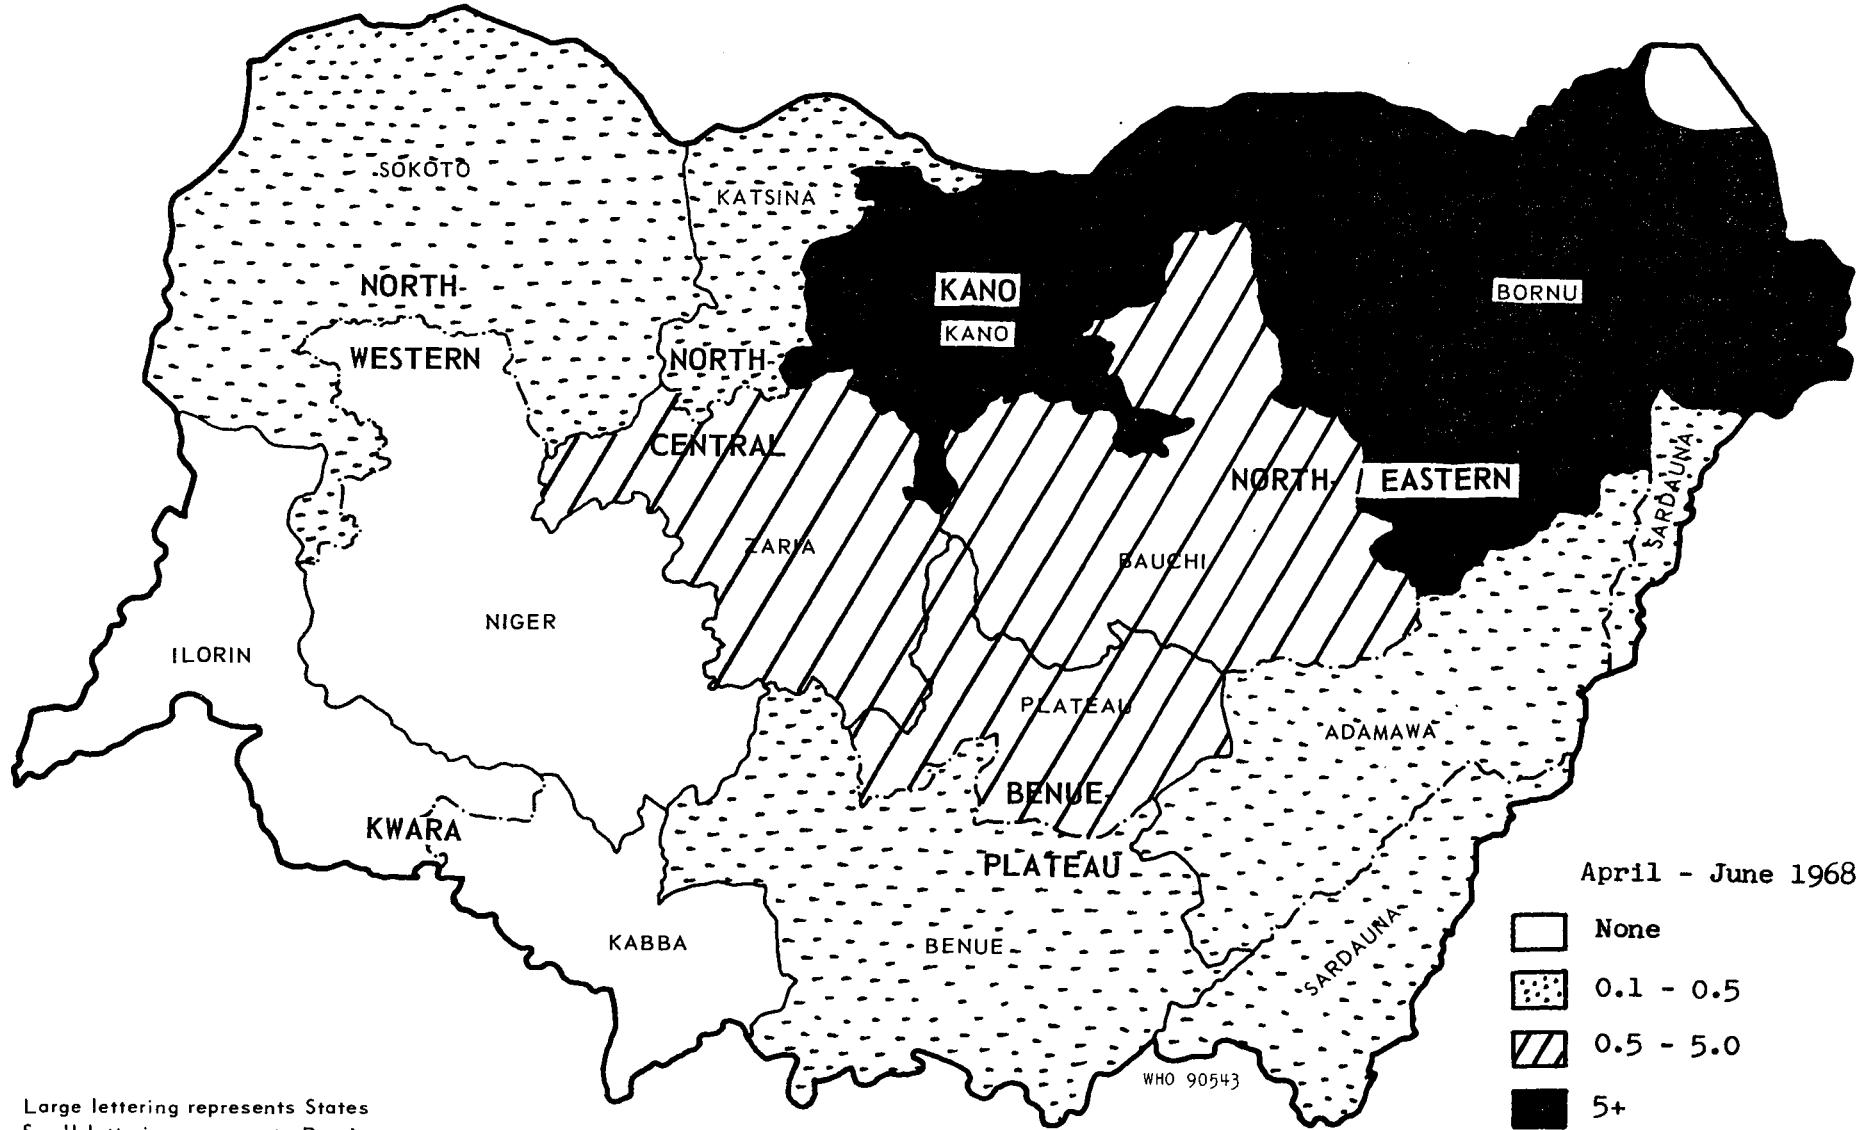 SOKOTO
KATSINA
NORTH-
WESTERN
KANO
KANO
BORNU
NORTH-
CENTRAL
NORTH-
EASTERN
SARDAUNA
ZARIA
BAUCHI
NIGER
ILORIN
PLATEAU
ADAMAWA
BENUE-
PLATEAU
KWARA
KABBA
BENUE
SARDAUNA
April - June 1968
None
0.1 - 0.5
0.5 - 5.0
5+
WHO 90543
Large lettering represents States